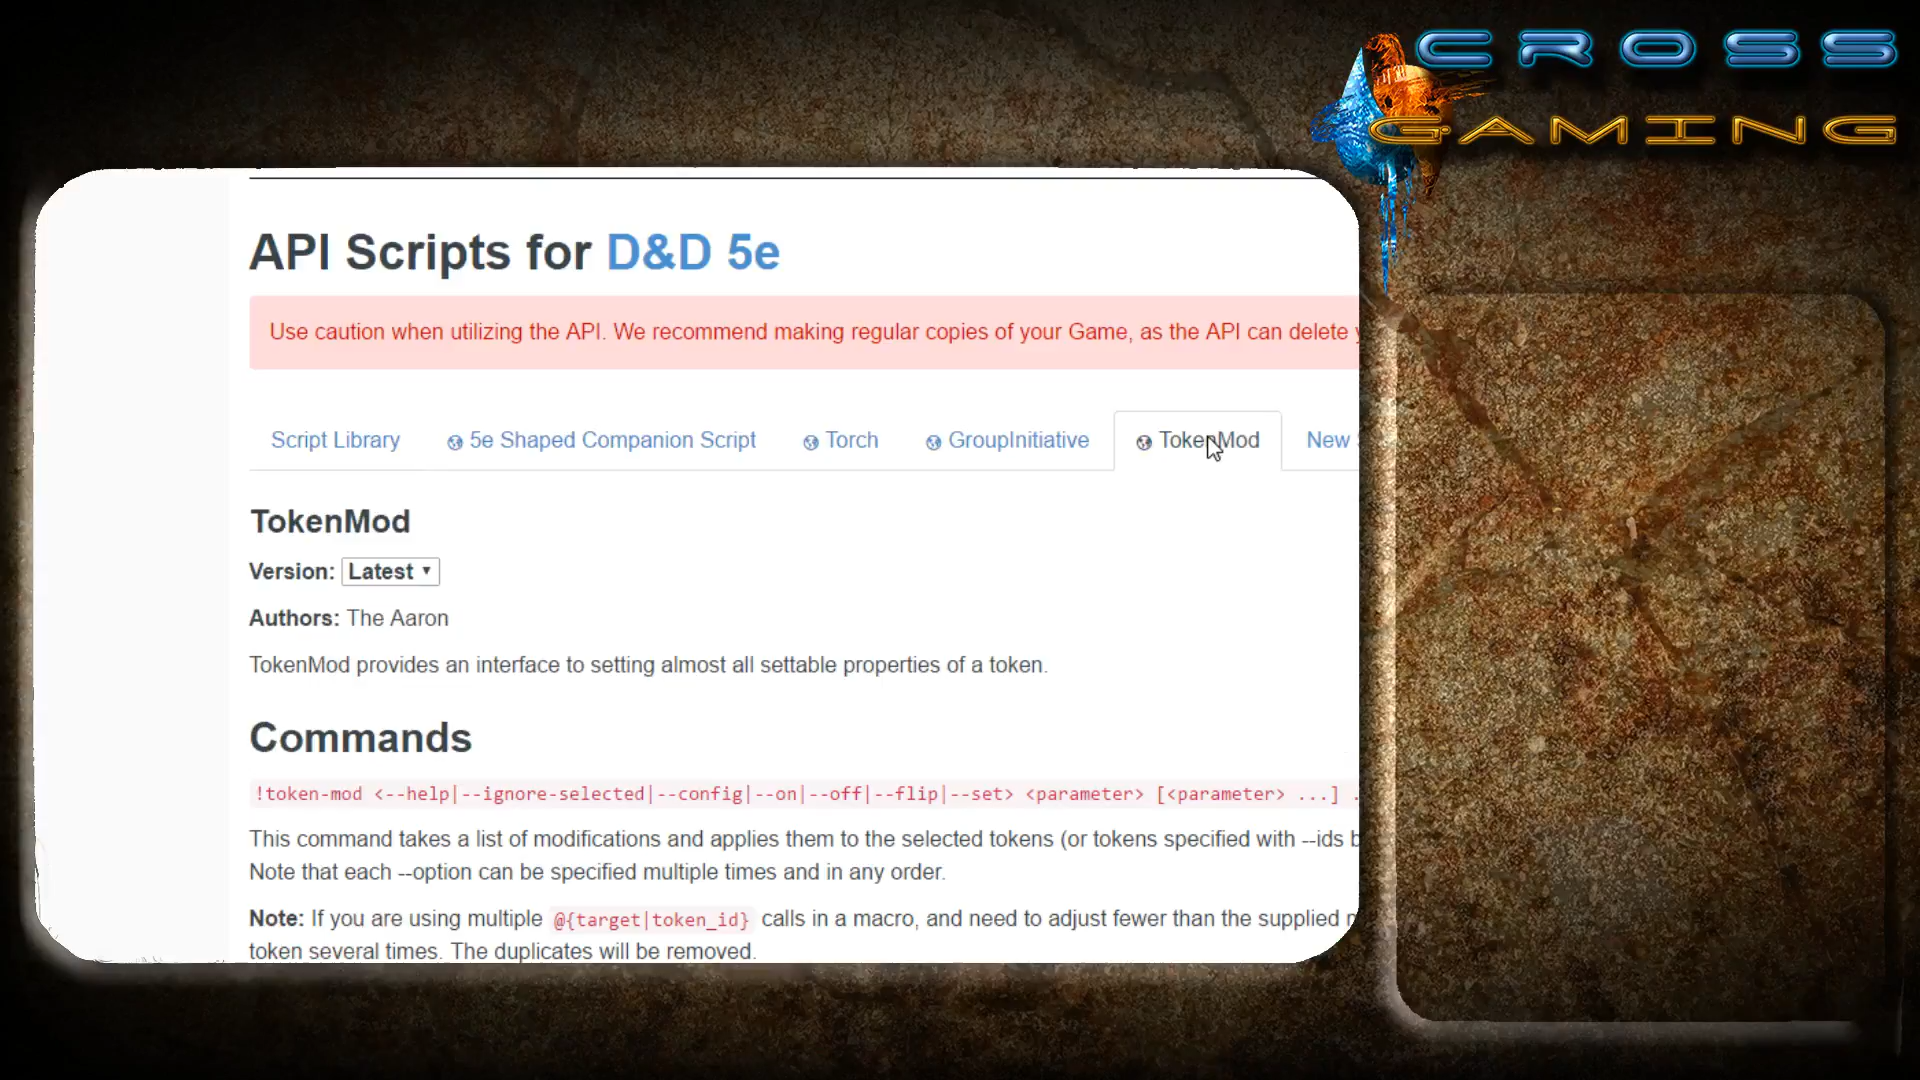 CROSS
GAMING
API Scripts for D&D 5e
Use caution when utilizing the API. We recommend making regular copies of your Game, as the API can delete
Script Library 5e Shaped Companion Script Torch GroupInitiative TokenMod New
TokenMod
Version: Latest
Authors: The Aaron
TokenMod provides an interface to setting almost all settable properties of a token.
Commands
!token-mod <--help|--ignore-selected|--config|--on|--off|--flip|--set> <parameter> [<parameter> ...] .
This command takes a list of modifications and applies them to the selected tokens (or tokens specified with --ids
Note that each --option can be specified multiple times and in any order.
Note: If you are using multiple @{target|token_id} calls in a macro, and need to adjust fewer than the supplied
token several times. The duplicates will be removed.